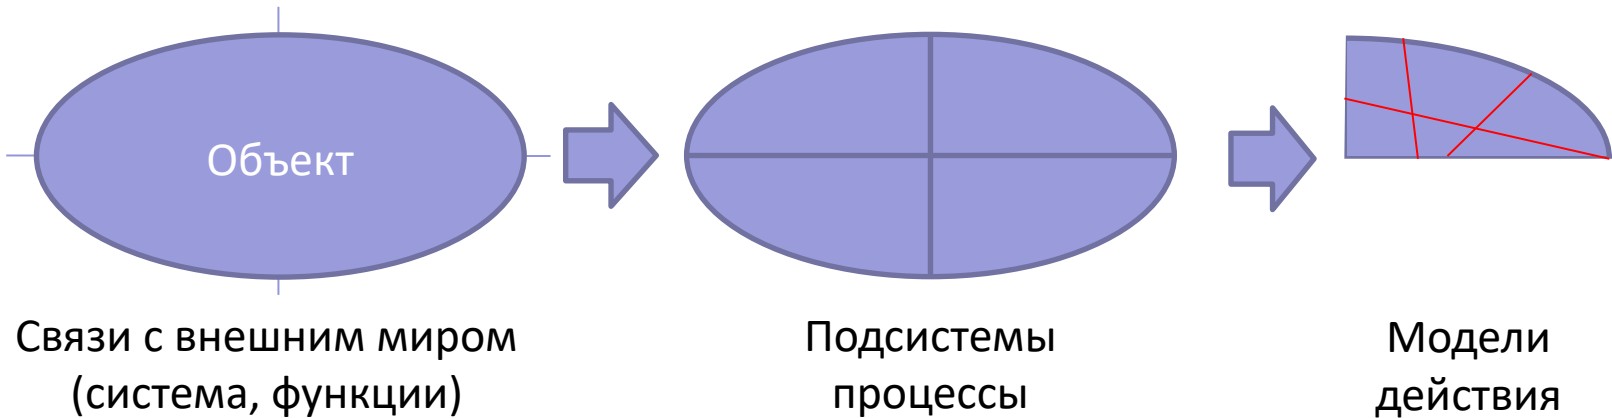 Объект
Связи с внешним миром
(система, функции)
Подсистемы
процессы
Модели
действия